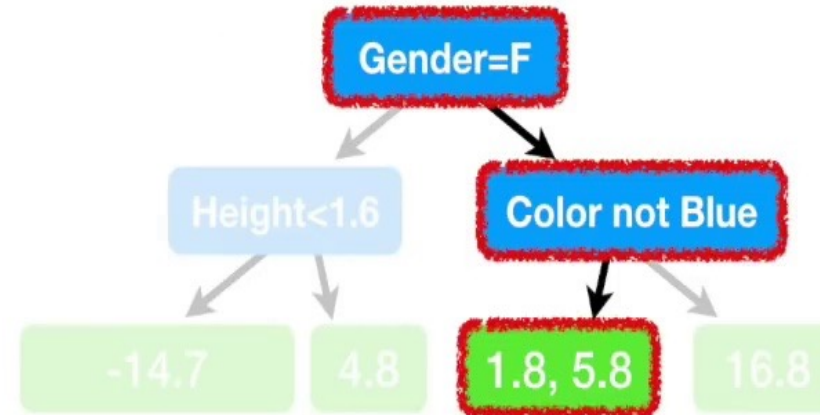 Gender=F
Height<1.6
Color not Blue
-14.7
4.8
1.8, 5.8
16.8